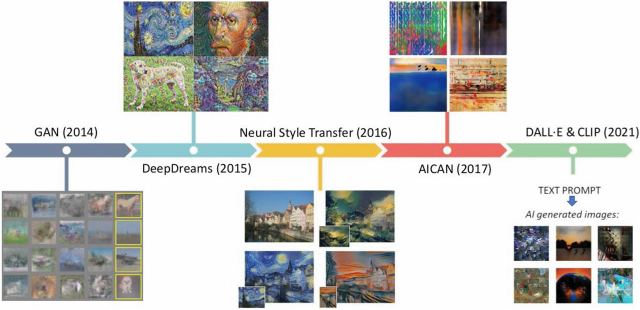 GAN (2014)
DeepDreams (2015)
Neural Style Transfer (2016)
AICAN (2017)
DALL·E & CLIP (2021)
TEXT PROMPT
AI generated images: